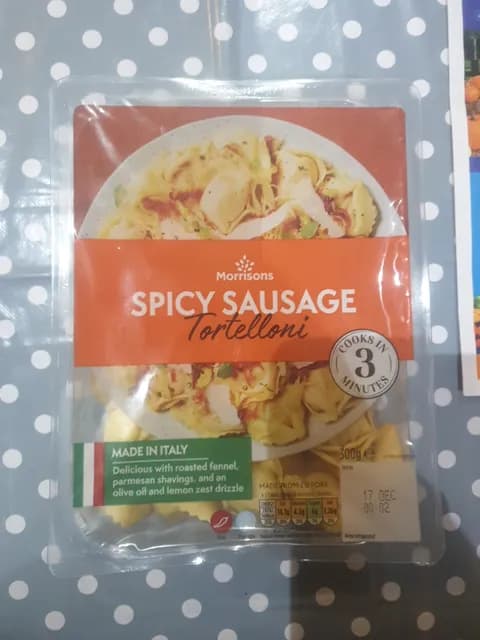 Morrisons
SPICY SAUSAGE
Tortelloni
COOKS IN
3
MINUTES
MADE IN ITALY
Delicious with roasted fennel,
parmesan shavings, and an
olive oil and lemon zest drizzle
300g e
17 DEC